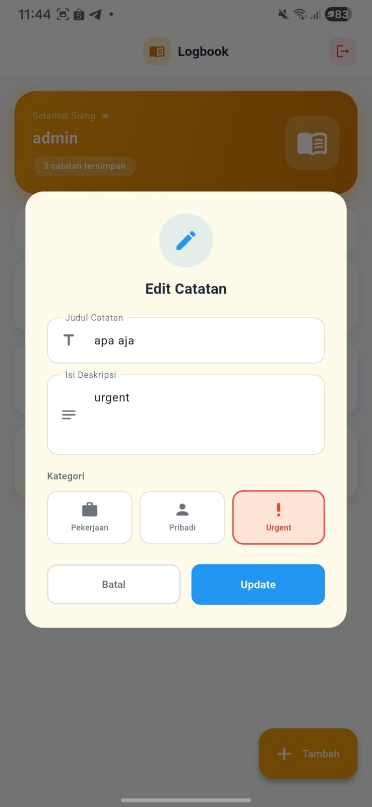 11:44
83
Logbook
Selamat Siang
admin
3 catatan tersimpan
Edit Catatan
Judul Catatan
apa aja
Isi Deskripsi
urgent
Kategori
Pekerjaan
Pribadi
Urgent
Batal
Update
Tambah